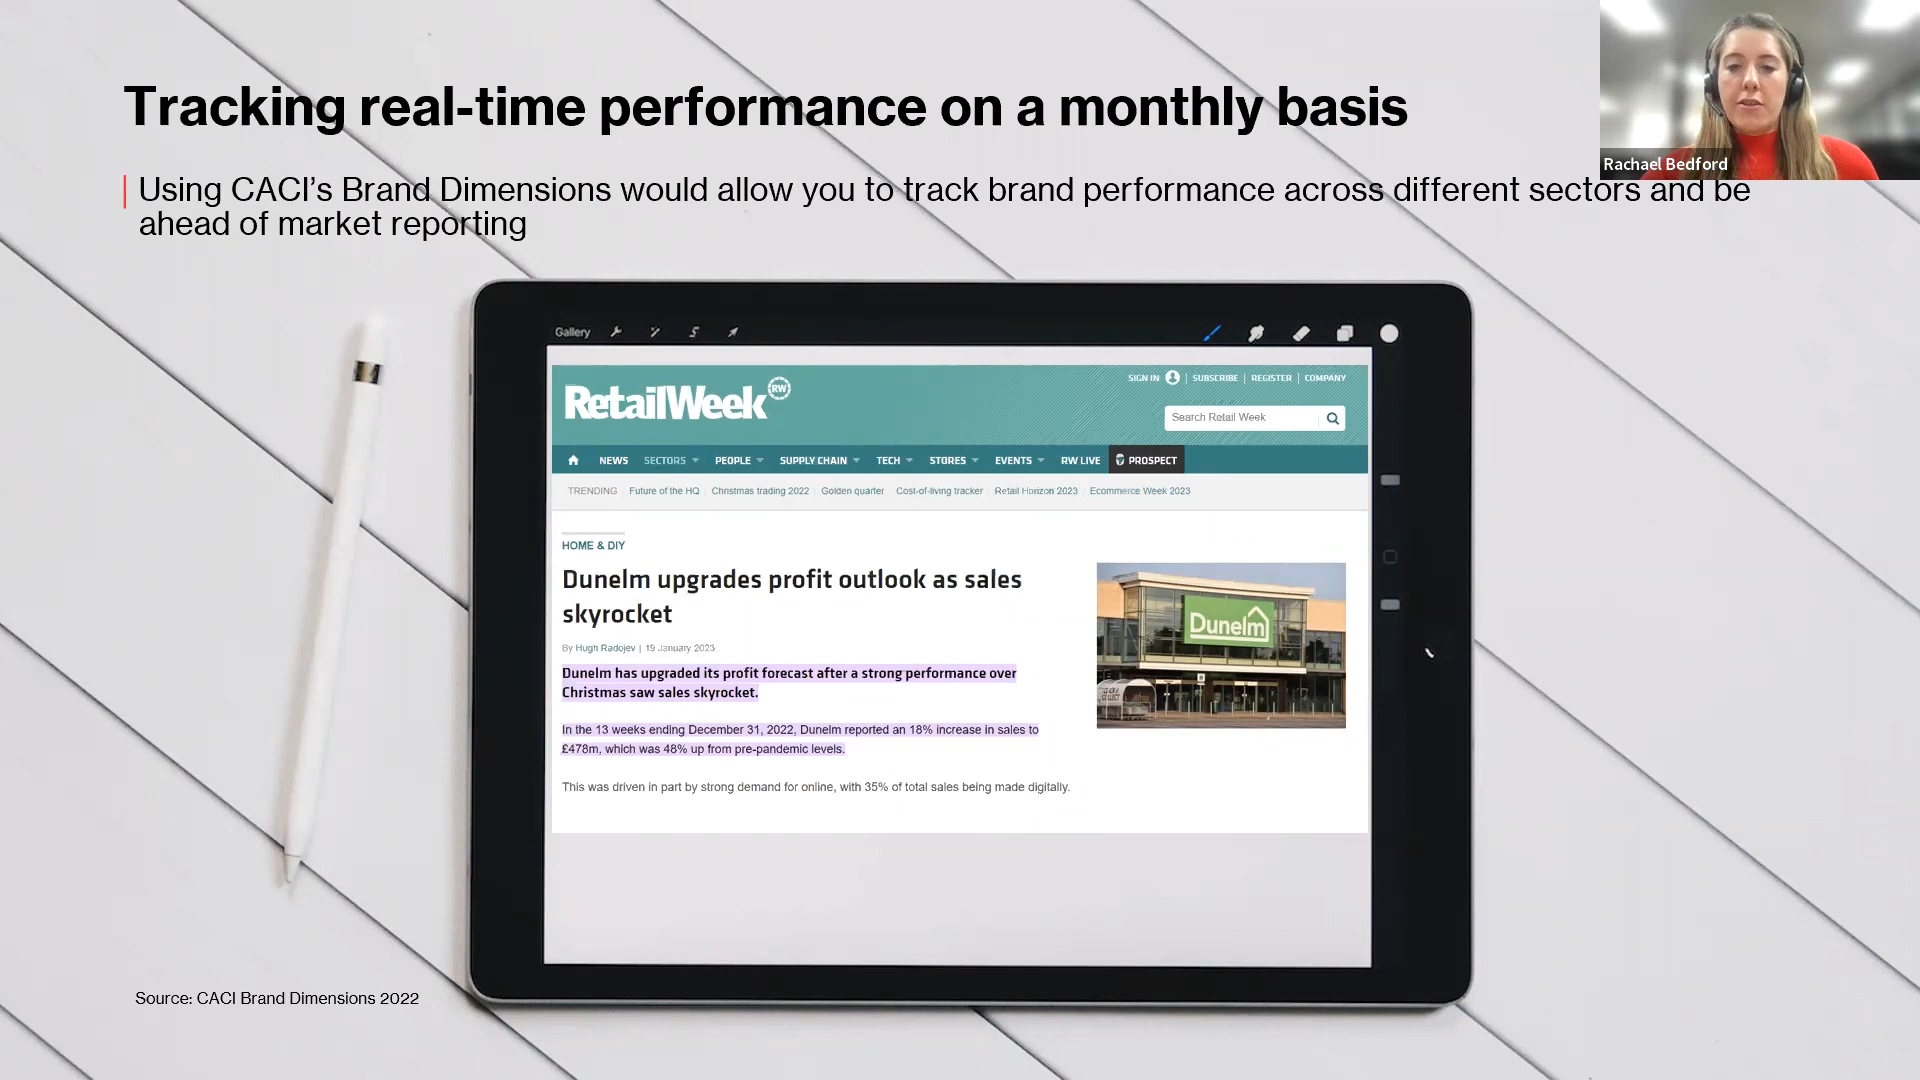 Tracking real-time performance on a monthly basis
Rachael Bedford
Using CACI's Brand Dimensions would allow you to track brand performance across different sectors and be
ahead of market reporting
Gallery
RetailWeek RW
SIGN IN | SUBSCRIBE | REGISTER | COMPANY
Search Retail Week
NEWS SECTORS PEOPLE SUPPLY CHAIN TECH STORES EVENTS RW LIVE PROSPECT
TRENDING Future of the HQ Christmas trading 2022 Golden quarter Cost-of-living tracker Retail Horizon 2023 Ecommerce Week 2023
HOME & DIY
Dunelm upgrades profit outlook as sales
skyrocket
By Hugh Radojev | 19 January 2023
Dunelm has upgraded its profit forecast after a strong performance over
Christmas saw sales skyrocket.
In the 13 weeks ending December 31, 2022, Dunelm reported an 18% increase in sales to
£478m, which was 48% up from pre-pandemic levels.
This was driven in part by strong demand for online, with 35% of total sales being made digitally.
Dunelm
Source: CACI Brand Dimensions 2022